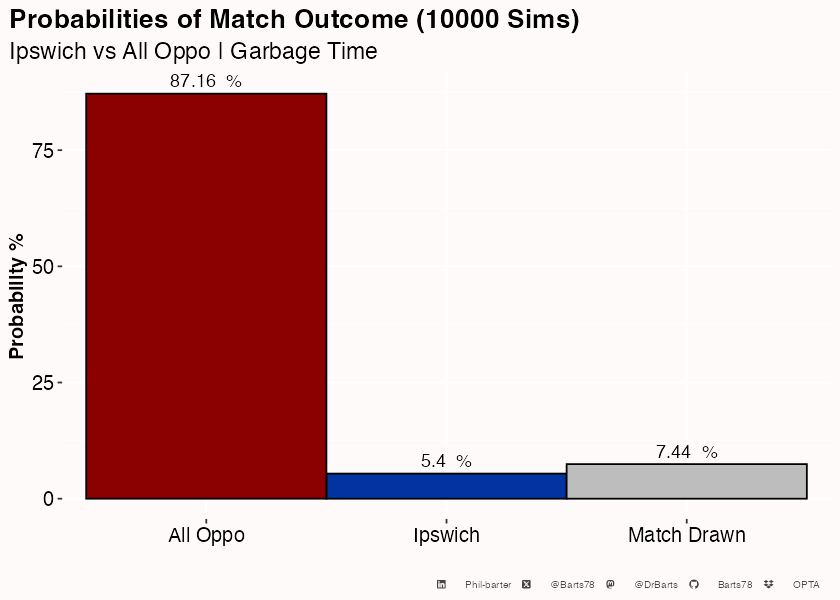 Probabilities of Match Outcome (10000 Sims)
Ipswich vs All Oppo | Garbage Time
87.16 %
5.4 %
7.44 %
75
50
25
0
Probability %
All Oppo
Ipswich
Match Drawn
Phil-barter @Barts78 @DrBarts Barts78 OPTA